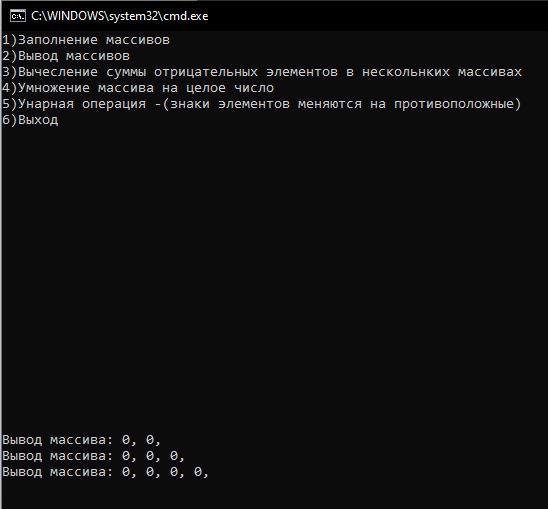 C:\WINDOWS\system32\cmd.exe
1)Заполнение массивов
2)Вывод массивов
3)Вычесление суммы отрицательных элементов в нескольнких массивах
4)Умножение массива на целое число
5)Унарная операция -(знаки элементов меняются на противоположные)
6)Выход
Вывод массива: 0, 0,
Вывод массива: 0, 0, 0,
Вывод массива: 0, 0, 0, 0,